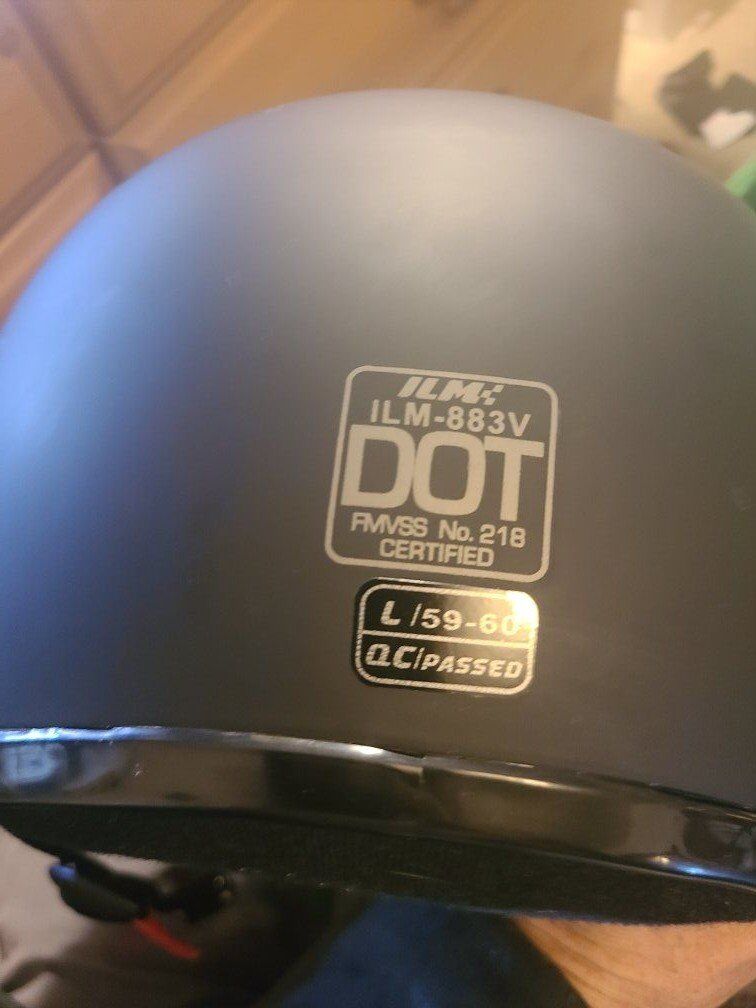 ILM
ILM-883V
DOT
FMVSS No. 218
CERTIFIED
L/59-60
QC/PASSED